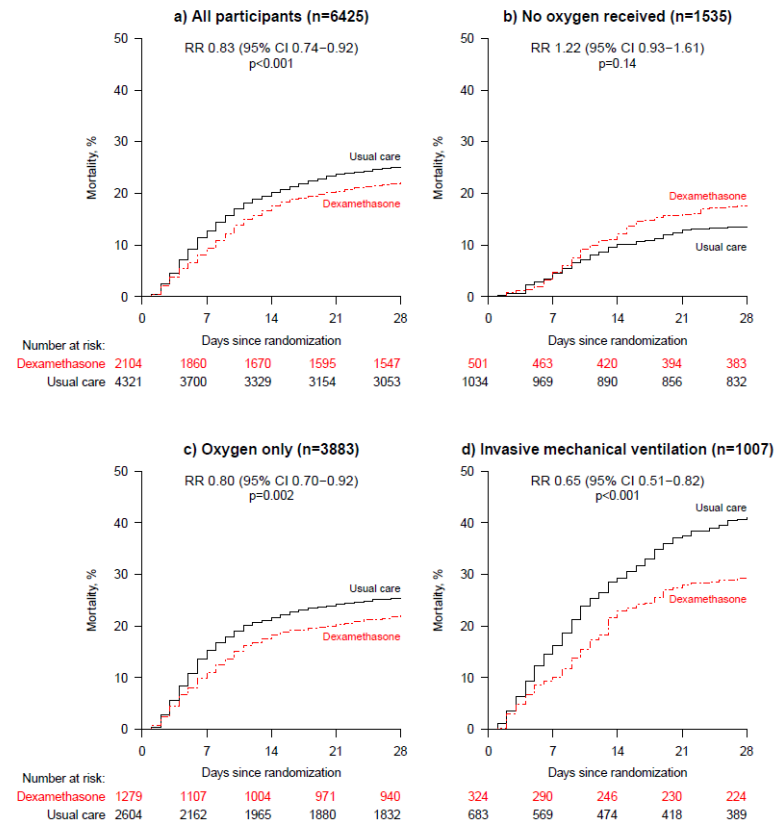 a) All participants (n=6425)
RR 0.83 (95% CI 0.74−0.92)
p<0.001
Mortality, %
50
40
30
20
10
0
Usual care
Dexamethasone
0 7 14 21 28
Days since randomization
Number at risk:
Dexamethasone 2104 1860 1670 1595 1547
Usual care 4321 3700 3329 3154 3053
b) No oxygen received (n=1535)
RR 1.22 (95% CI 0.93−1.61)
p=0.14
Mortality, %
50
40
30
20
10
0
Dexamethasone
Usual care
0 7 14 21 28
Days since randomization
501 463 420 394 383
1034 969 890 856 832
c) Oxygen only (n=3883)
RR 0.80 (95% CI 0.70−0.92)
p=0.002
Mortality, %
50
40
30
20
10
0
Usual care
Dexamethasone
0 7 14 21 28
Days since randomization
Number at risk:
Dexamethasone 1279 1107 1004 971 940
Usual care 2604 2162 1965 1880 1832
d) Invasive mechanical ventilation (n=1007)
RR 0.65 (95% CI 0.51−0.82)
p<0.001
Mortality, %
50
40
30
20
10
0
Usual care
Dexamethasone
0 7 14 21 28
Days since randomization
324 290 246 230 224
683 569 474 418 389